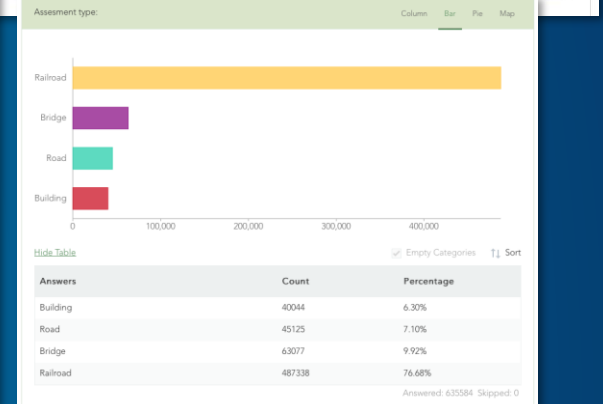 Assesment type: Column Bar Pie Map
Railroad
Bridge
Road
Building
0 100,000 200,000 300,000 400,000
Hide Table Empty Categories Sort
Answers Count Percentage
Building 40044 6.30%
Road 45125 7.10%
Bridge 63077 9.92%
Railroad 487338 76.68%
Answered: 635584 Skipped: 0